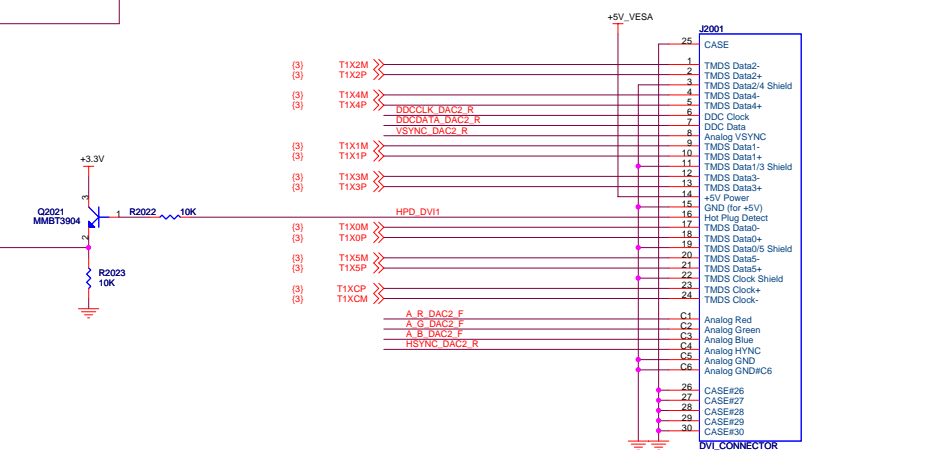 +5V_VESA
J2001
25 CASE
{3} T1X2M 1 TMDS Data2-
{3} T1X2P 2 TMDS Data2+
3 TMDS Data2/4 Shield
{3} T1X4M 4 TMDS Data4-
{3} T1X4P 5 TMDS Data4+
DDCCLK_DAC2_R 6 DDC Clock
DDCDATA_DAC2_R 7 DDC Data
VSYNC_DAC2_R 8 Analog VSYNC
{3} T1X1M 9 TMDS Data1-
{3} T1X1P 10 TMDS Data1+
11 TMDS Data1/3 Shield
{3} T1X3M 12 TMDS Data3-
{3} T1X3P 13 TMDS Data3+
14 +5V Power
15 GND (for +5V)
HPD_DVI1 16 Hot Plug Detect
{3} T1X0M 17 TMDS Data0-
{3} T1X0P 18 TMDS Data0+
19 TMDS Data0/5 Shield
{3} T1X5M 20 TMDS Data5-
{3} T1X5P 21 TMDS Data5+
22 TMDS Clock Shield
{3} T1XCP 23 TMDS Clock+
{3} T1XCM 24 TMDS Clock-
A_R_DAC2_F C1 Analog Red
A_G_DAC2_F C2 Analog Green
A_B_DAC2_F C3 Analog Blue
HSYNC_DAC2_R C4 Analog HYNC
C5 Analog GND
C6 Analog GND#C6
26 CASE#26
27 CASE#27
28 CASE#28
29 CASE#29
30 CASE#30
DVI_CONNECTOR
+3.3V
3
Q2021
MMBT3904
1
R2022 10K
2
R2023
10K